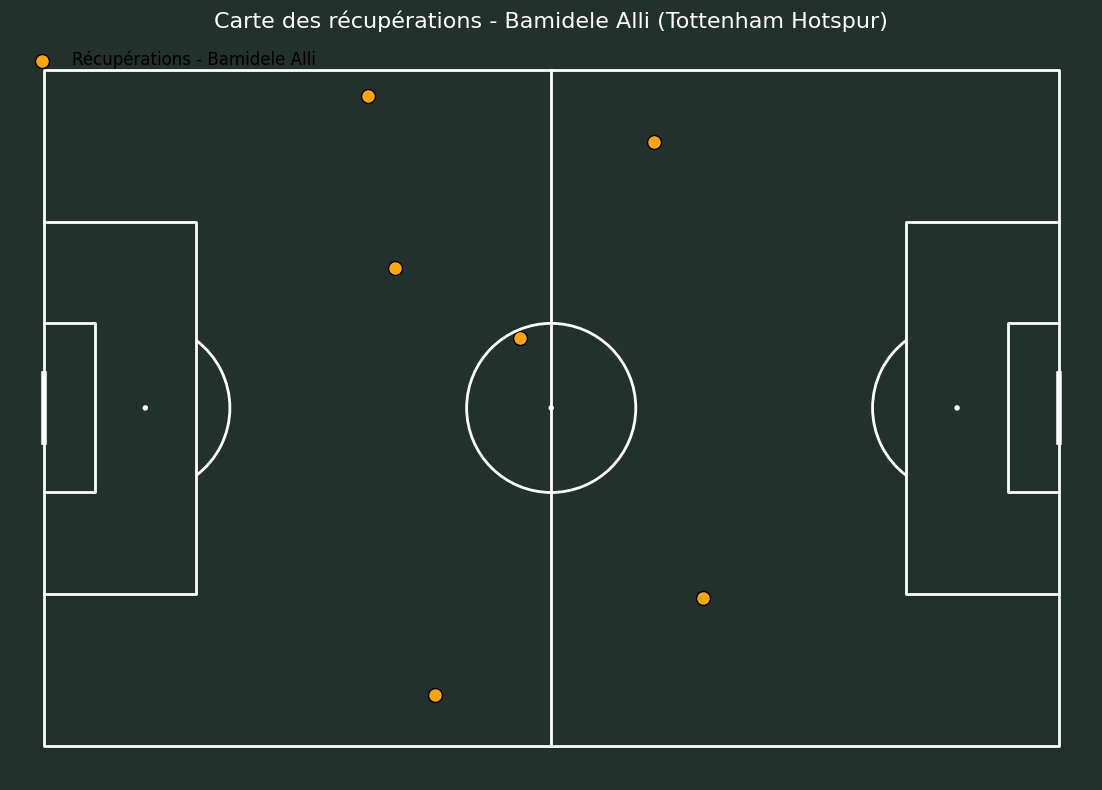 Carte des récupérations - Bamidele Alli (Tottenham Hotspur)
Récupérations - Bamidele Alli